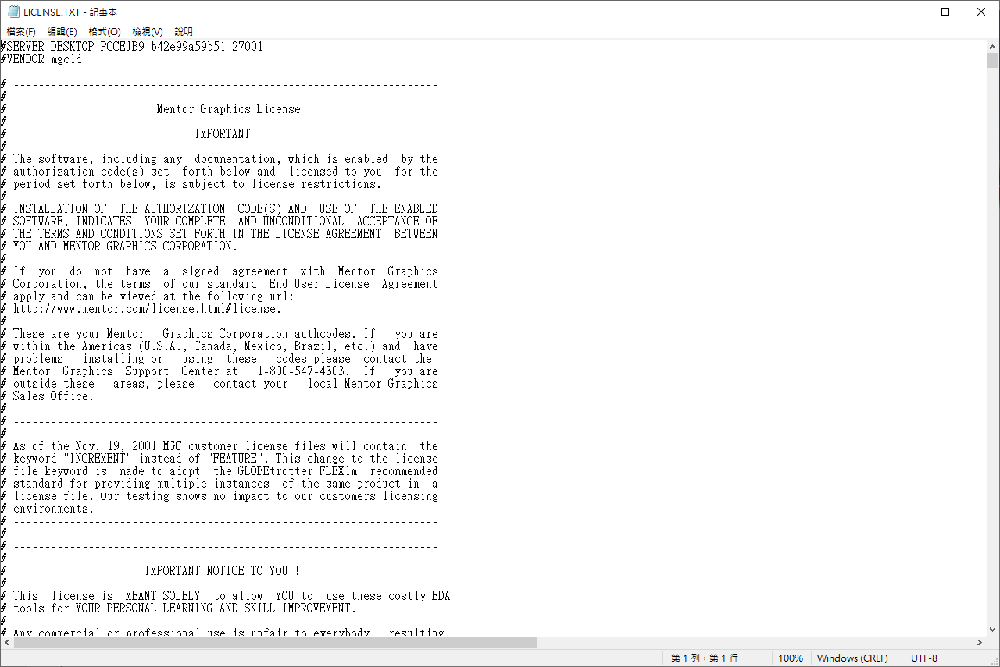 LICENSE.TXT - 記事本
檔案(F) 編輯(E) 格式(O) 檢視(V) 說明
#SERVER DESKTOP-PCCEJB9 b42e99a59b51 27001
#VENDOR mgcld
# --------------------------------------------------------------------
#
# Mentor Graphics License
#
# IMPORTANT
#
# The software, including any  documentation, which is enabled  by the
# authorization code(s) set  forth below and  licensed to you  for the
# period set forth below, is subject to license restrictions.
#
# INSTALLATION OF  THE AUTHORIZATION  CODE(S) AND  USE OF  THE ENABLED
# SOFTWARE, INDICATES  YOUR COMPLETE  AND UNCONDITIONAL  ACCEPTANCE OF
# THE TERMS AND CONDITIONS SET FORTH IN THE LICENSE AGREEMENT  BETWEEN
# YOU AND MENTOR GRAPHICS CORPORATION.
#
# If  you  do  not  have  a  signed  agreement  with  Mentor  Graphics
# Corporation, the terms  of our standard  End User License  Agreement
# apply and can be viewed at the following url:
# http://www.mentor.com/license.html#license.
#
# These are your Mentor   Graphics Corporation authcodes. If   you are
# within the Americas (U.S.A., Canada, Mexico, Brazil, etc.) and  have
# problems   installing or   using  these   codes please  contact the
# Mentor  Graphics  Support  Center at   1-800-547-4303.  If   you are
# outside these   areas, please   contact your   local Mentor Graphics
# Sales Office.
#
# --------------------------------------------------------------------
#
# As of the Nov. 19, 2001 MGC customer license files will contain  the
# keyword "INCREMENT" instead of "FEATURE". This change to the license
# file keyword is  made to adopt  the GLOBEtrotter FLEXlm  recommended
# standard for providing multiple instances  of the same product in  a
# license file. Our testing shows no impact to our customers licensing
# environments.
# --------------------------------------------------------------------
#
# --------------------------------------------------------------------
#
# IMPORTANT NOTICE TO YOU!!
#
# This  license is  MEANT SOLELY  to allow  YOU to  use these costly EDA
# tools for YOUR PERSONAL LEARNING AND SKILL IMPROVEMENT.
#
# Any commercial or professional use is unfair to everybody   resulting
第 1 列，第 1 行 100% Windows (CRLF) UTF-8